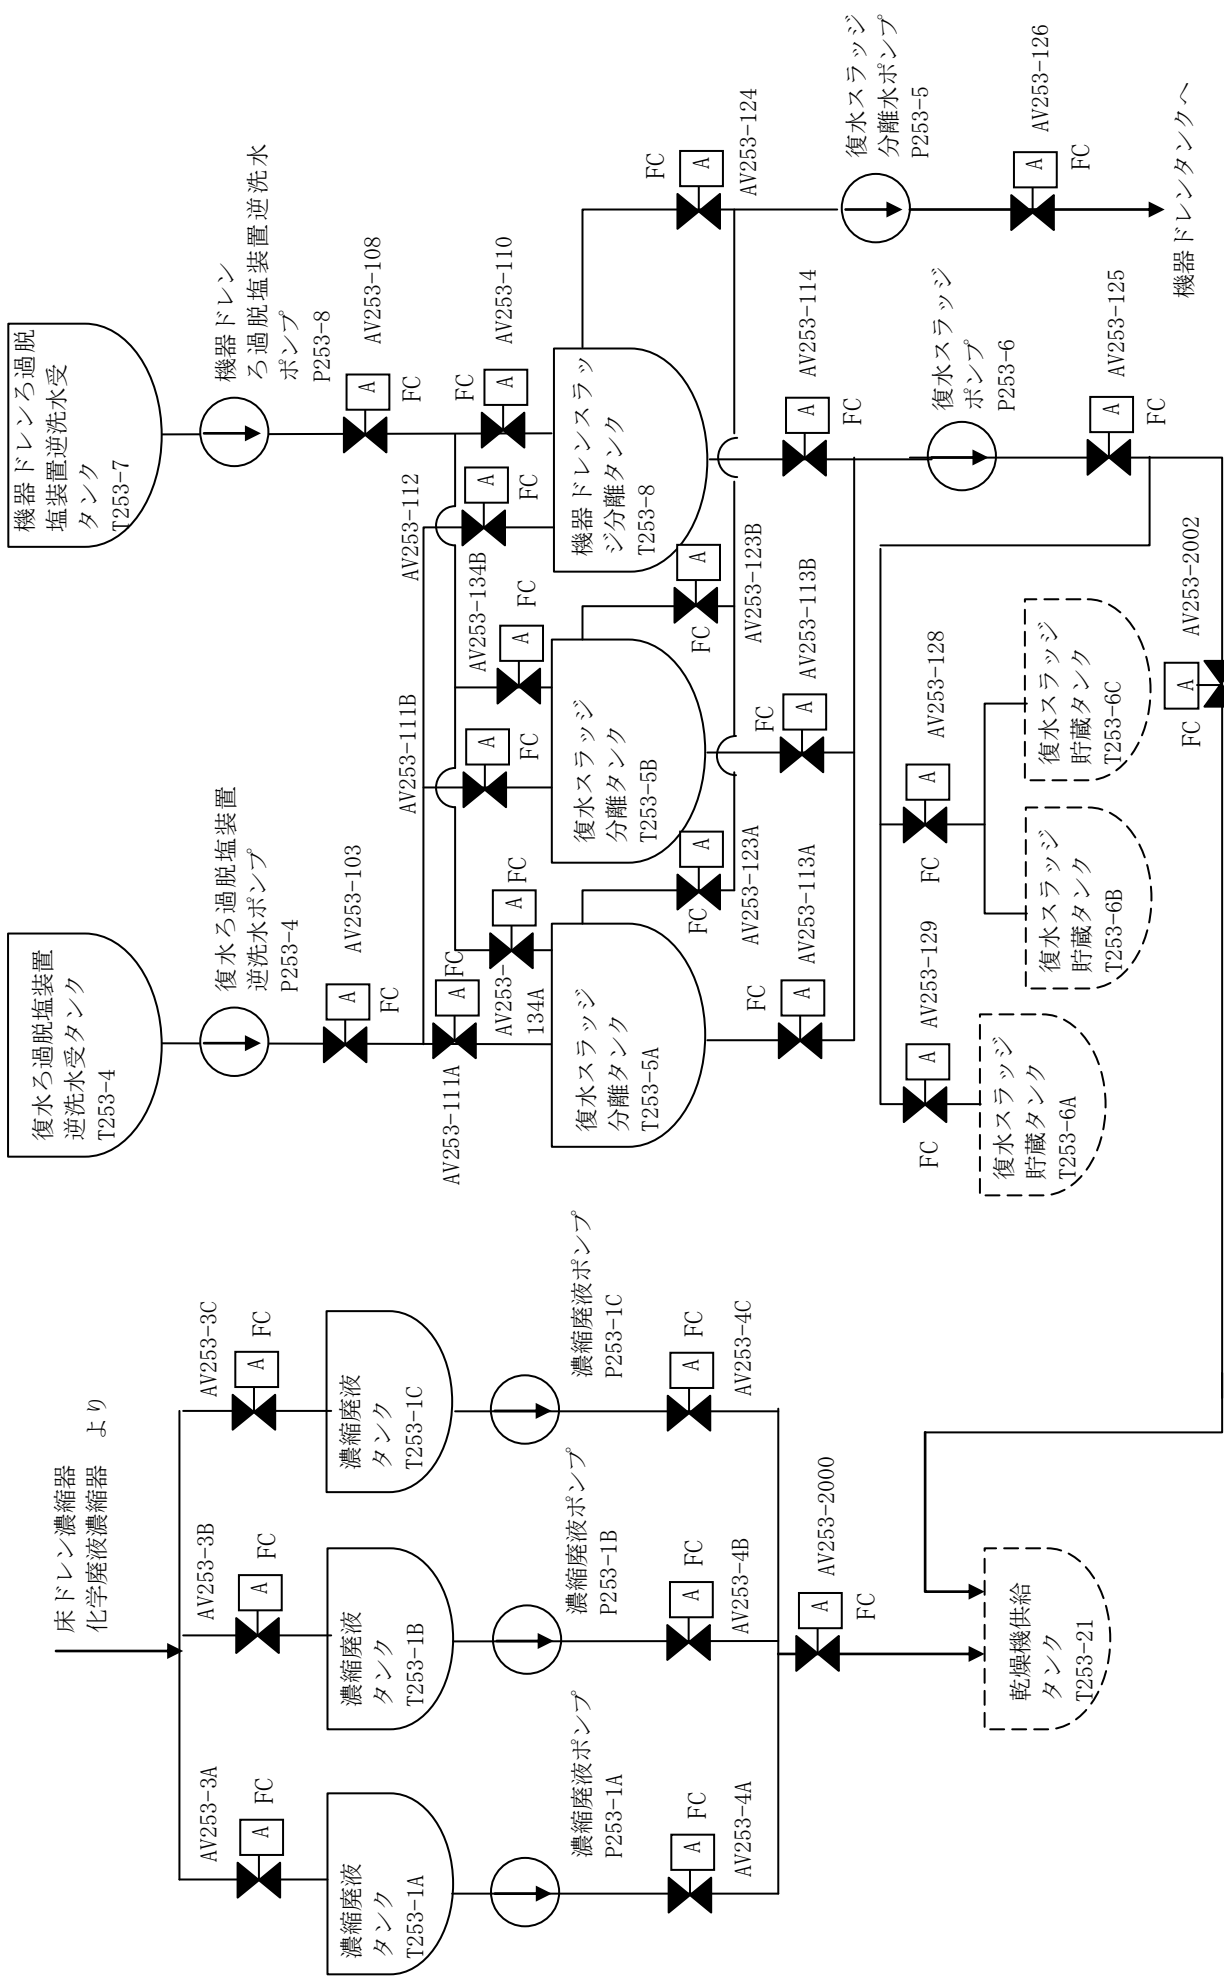 床ドレン濃縮器
化学廃液濃縮器 より
AV253-3A
A
FC
AV253-3B
A
FC
AV253-3C
A
FC
濃縮廃液
タンク
T253-1A
濃縮廃液
タンク
T253-1B
濃縮廃液
タンク
T253-1C
濃縮廃液ポンプ
P253-1A
濃縮廃液ポンプ
P253-1B
濃縮廃液ポンプ
P253-1C
A
FC
AV253-4A
A
FC
AV253-4B
A
FC
AV253-4C
AV253-2000
A
FC
乾燥機供給
タンク
T253-21
復水ろ過脱塩装置
逆洗水受タンク
T253-4
復水ろ過脱塩装置
逆洗水ポンプ
P253-4
AV253-103
A
FC
機器ドレンろ過脱
塩装置逆洗水受
タンク
T253-7
機器ドレン
ろ過脱塩装置逆洗水
ポンプ
P253-8
AV253-108
A
FC
AV253-111A
A
FC
AV253-
134A
A
FC
AV253-111B
A
FC
AV253-134B
A
FC
AV253-112
A
FC
AV253-110
A
FC
復水スラッジ
分離タンク
T253-5A
復水スラッジ
分離タンク
T253-5B
機器ドレンスラッ
ジ分離タンク
T253-8
A
FC
AV253-123A
A
FC
AV253-123B
FC
A
AV253-124
FC
A
AV253-113A
FC
A
AV253-113B
AV253-114
A
FC
復水スラッジ
分離水ポンプ
P253-5
AV253-126
A
FC
機器ドレンタンクへ
復水スラッジ
ポンプ
P253-6
AV253-125
A
FC
AV253-129
A
FC
AV253-128
A
FC
復水スラッジ
貯蔵タンク
T253-6A
復水スラッジ
貯蔵タンク
T253-6B
復水スラッジ
貯蔵タンク
T253-6C
AV253-2002
A
FC